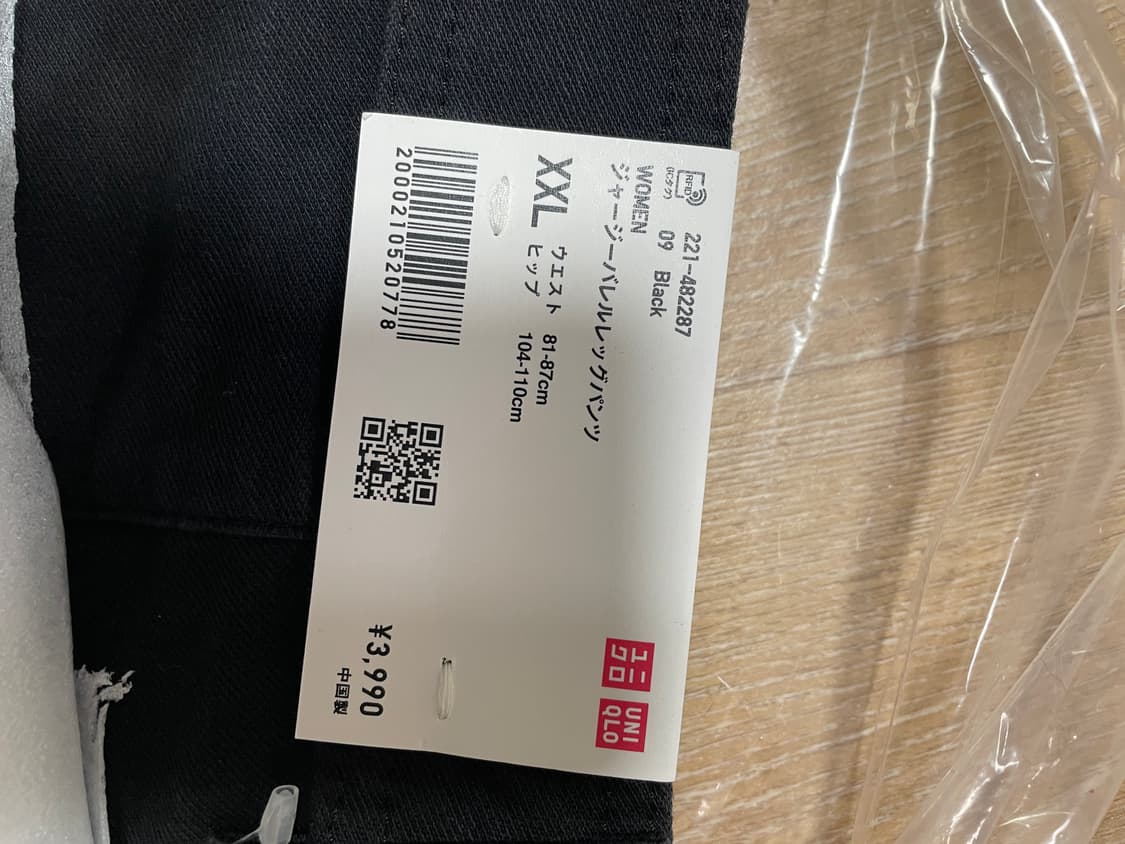 RFID
(ICタグ)
221-482287
09 Black
WOMEN
ジャージーバレルレッグパンツ
XXL
ウエスト 81-87cm
ヒップ 104-110cm
2000210520778
¥3,990
中国製
ユニクロ
UNIQLO